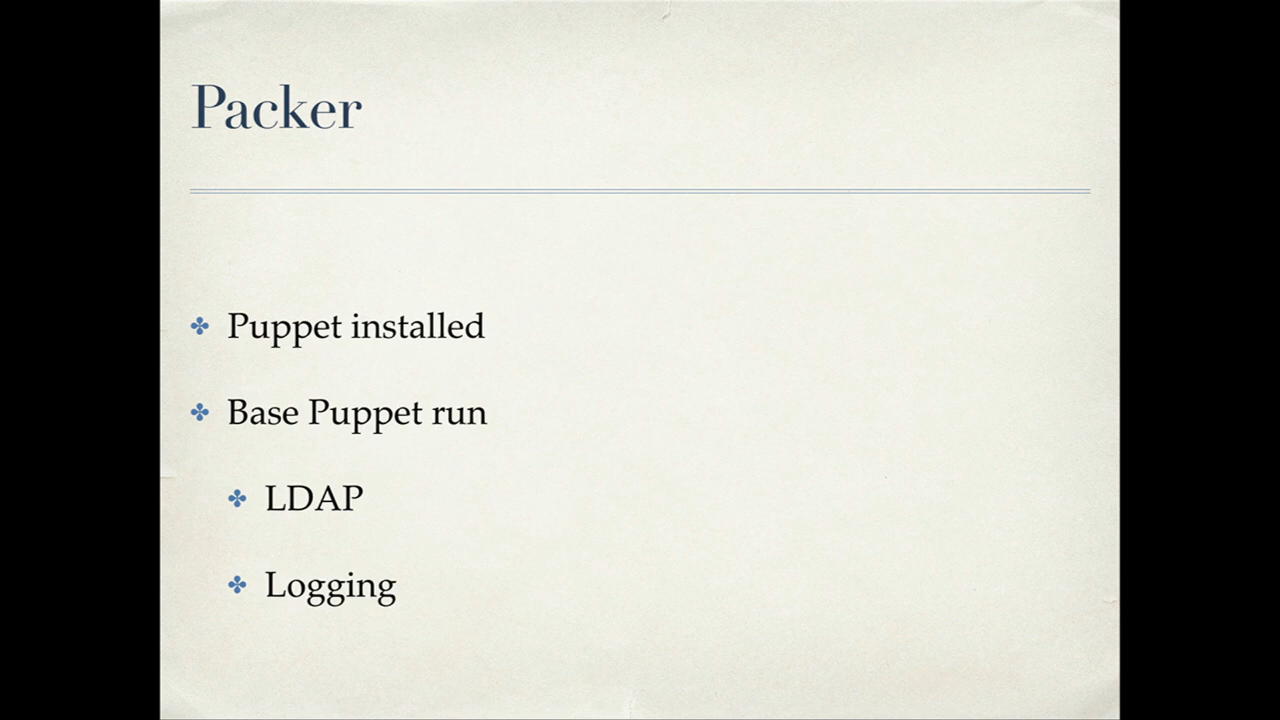 Packer
Puppet installed
Base Puppet run
LDAP
Logging